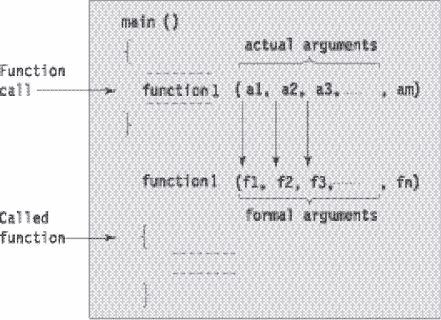 main ()
{
actual arguments
Function
call
function1 (a1, a2, a3, ..... , am)
}
function1 (f1, f2, f3, ..... , fn)
formal arguments
Called
function
{
}